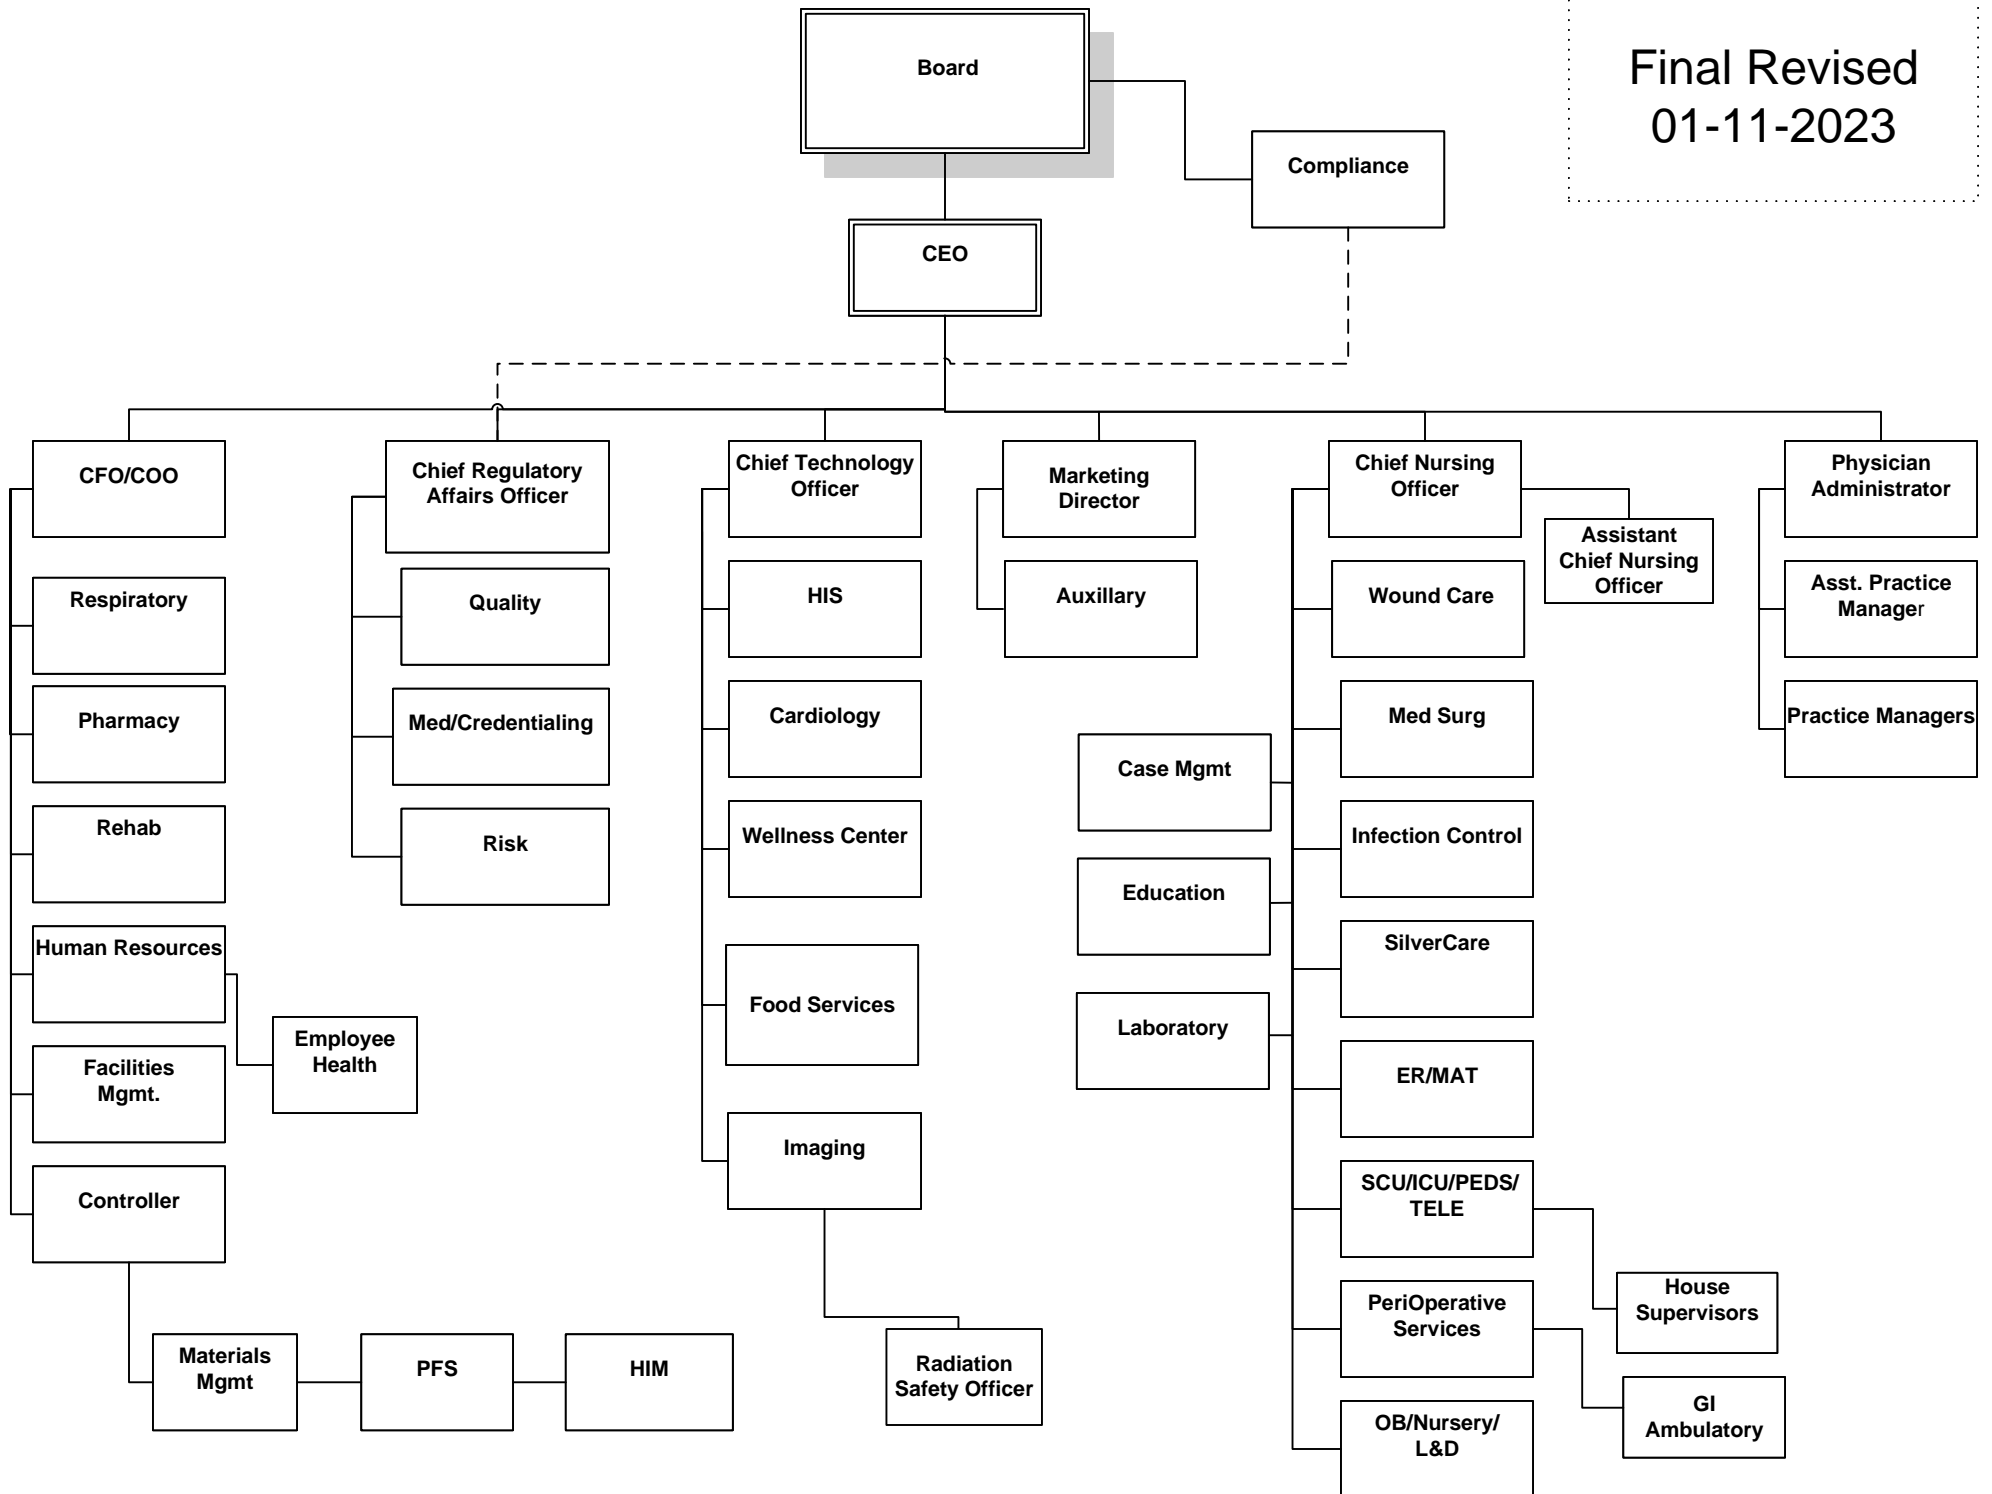 Board
Final Revised
01-11-2023
Compliance
CEO
CFO/COO
Chief Regulatory
Affairs Officer
Chief Technology
Officer
Marketing
Director
Chief Nursing
Officer
Physician
Administrator
Assistant
Chief Nursing
Officer
Respiratory
Quality
HIS
Auxillary
Wound Care
Asst. Practice
Manager
Pharmacy
Med/Credentialing
Cardiology
Case Mgmt
Med Surg
Practice Managers
Rehab
Risk
Wellness Center
Education
Infection Control
Human Resources
Employee
Health
Food Services
Laboratory
SilverCare
Facilities
Mgmt.
ER/MAT
Controller
Imaging
SCU/ICU/PEDS/
TELE
House
Supervisors
Materials
Mgmt
PFS
HIM
Radiation
Safety Officer
PeriOperative
Services
GI
Ambulatory
OB/Nursery/
L&D